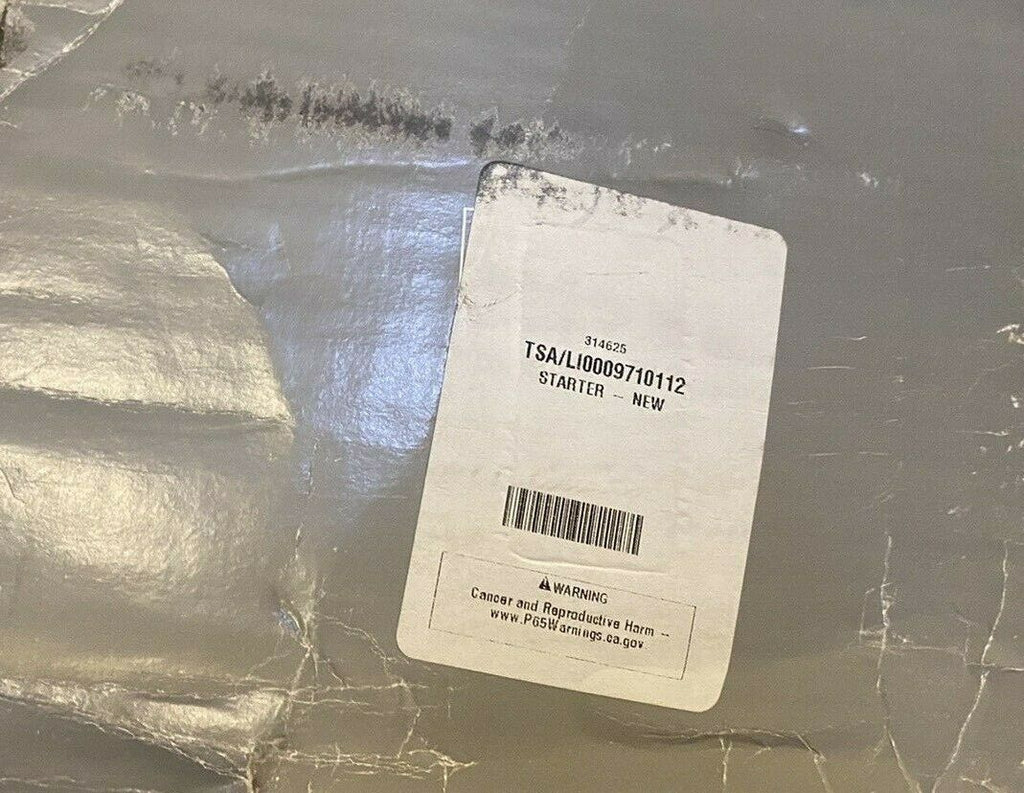 314625
TSA/LI0009710112
STARTER - NEW
⚠WARNING
Cancer and Reproductive Harm -
www.P65Warnings.ca.gov